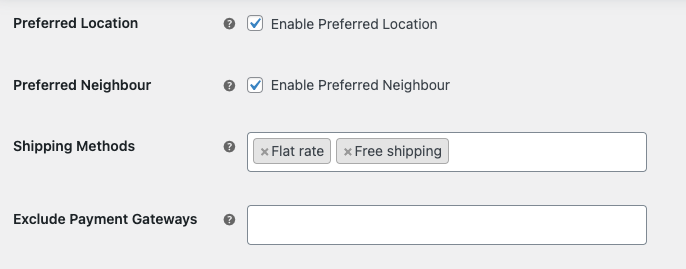 Preferred Location ? Enable Preferred Location
Preferred Neighbour ? Enable Preferred Neighbour
Shipping Methods ? × Flat rate × Free shipping
Exclude Payment Gateways ?